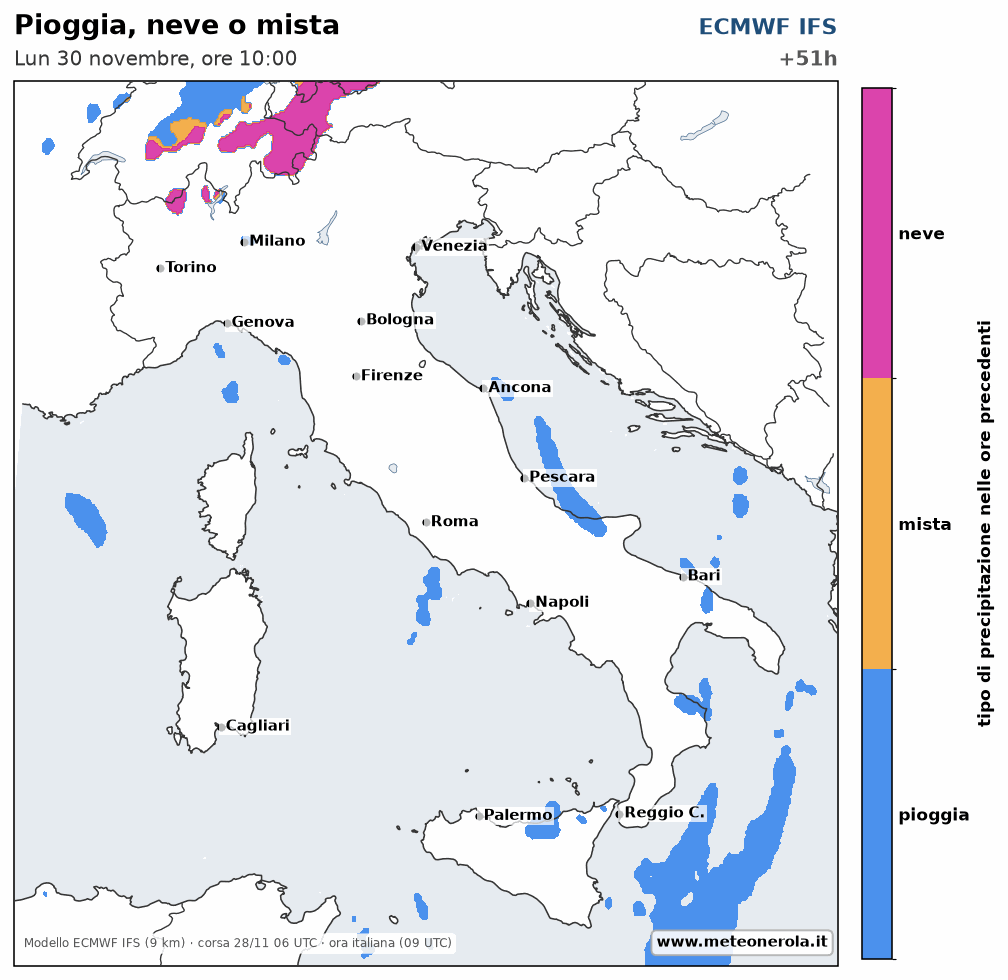 Pioggia, neve o mista
ECMWF IFS
Lun 30 novembre, ore 10:00
+51h
neve
mista
pioggia
tipo di precipitazione nelle ore precedenti
Milano
Venezia
Torino
Genova
Bologna
Firenze
Ancona
Pescara
Roma
Bari
Napoli
Cagliari
Palermo
Reggio C.
Modello ECMWF IFS (9 km) · corsa 28/11 06 UTC · ora italiana (09 UTC)
www.meteonerola.it